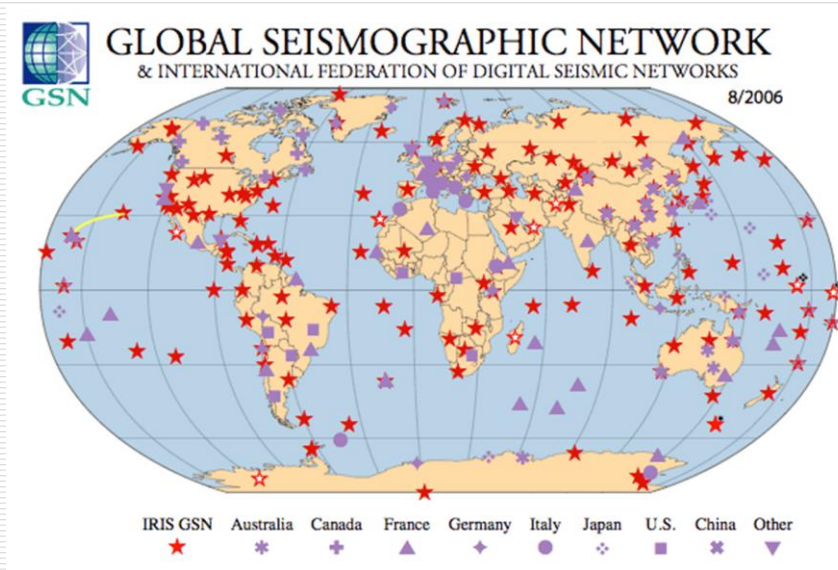 GLOBAL SEISMOGRAPHIC NETWORK
& INTERNATIONAL FEDERATION OF DIGITAL SEISMIC NETWORKS
GSN
8/2006
IRIS GSN Australia Canada France Germany Italy Japan U.S. China Other